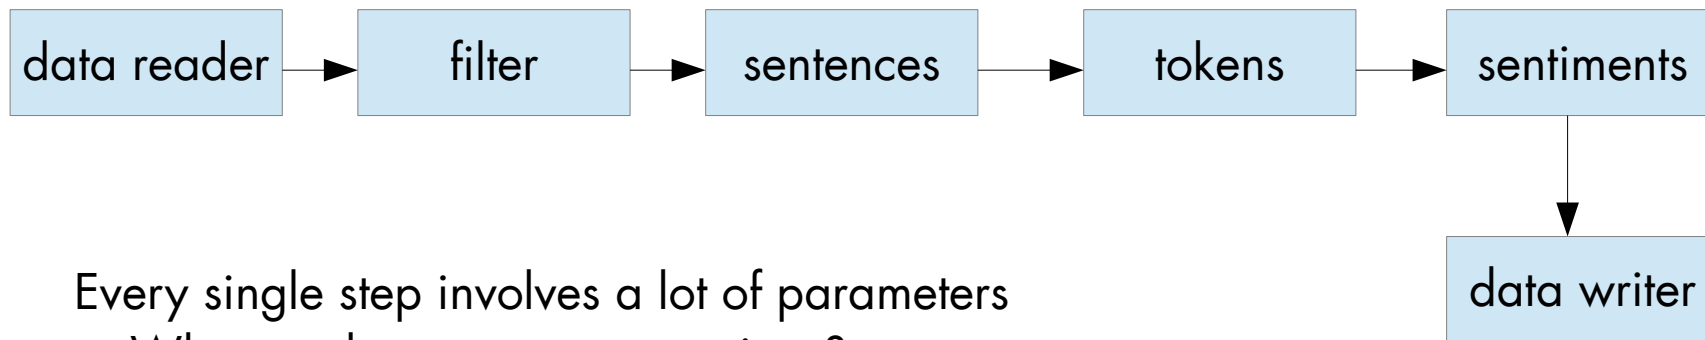 data reader
filter
sentences
tokens
sentiments
data writer
Every single step involves a lot of parameters